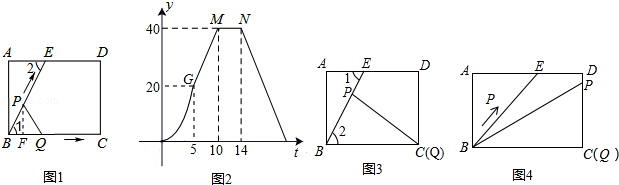 A E D
2
P
1
B F Q C
图1
y
40 M N
G
20
5 10 14 t
图2
A E D
1
P
2
B C(Q)
图3
A E D
P
P
B C(Q)
图4